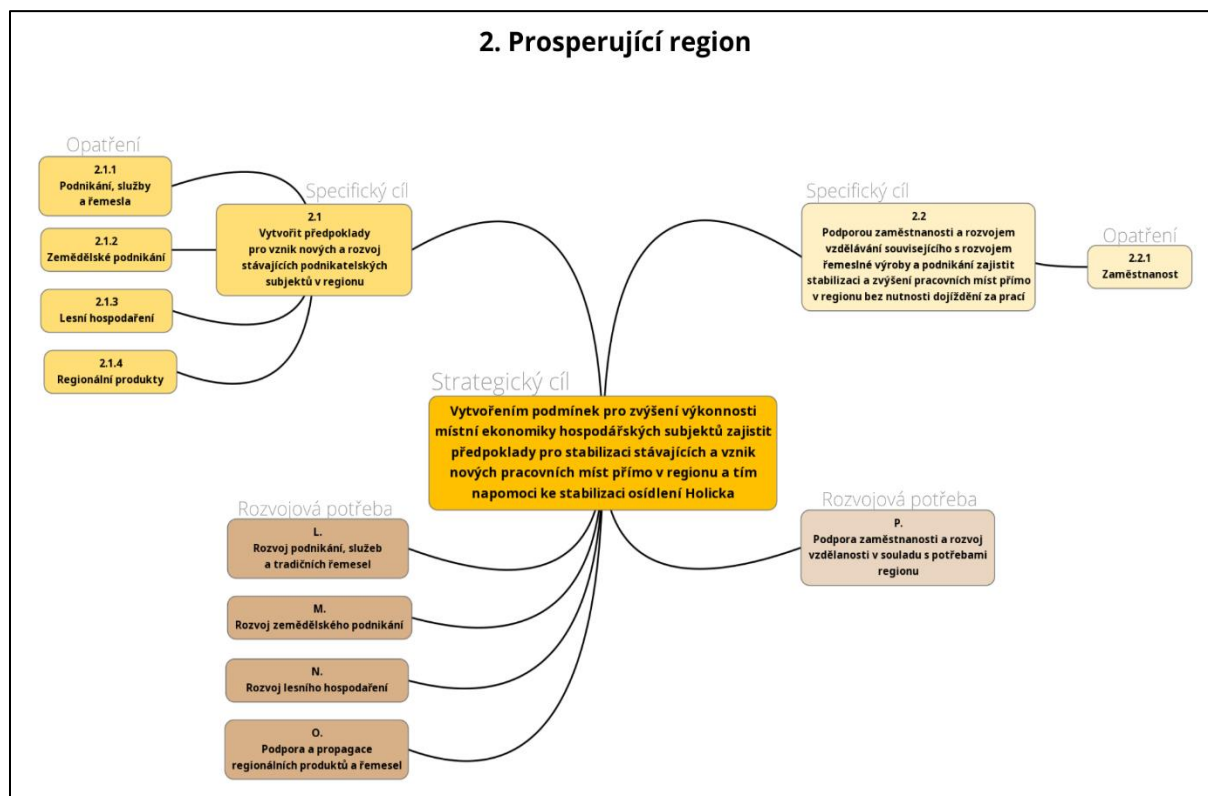 2. Prosperující region
Opatření
2.1.1
Podnikání, služby
a řemesla
2.1.2
Zemědělské podnikání
2.1.3
Lesní hospodaření
2.1.4
Regionální produkty
Specifický cíl
2.1
Vytvořit předpoklady
pro vznik nových a rozvoj
stávajících podnikatelských
subjektů v regionu
Specifický cíl
2.2
Podporou zaměstnanosti a rozvojem
vzdělávání souvisejícího s rozvojem
řemeslné výroby a podnikání zajistit
stabilizaci a zvýšení pracovních míst přímo
v regionu bez nutnosti dojíždění za prací
Opatření
2.2.1
Zaměstnanost
Strategický cíl
Vytvořením podmínek pro zvýšení výkonnosti
místní ekonomiky hospodářských subjektů zajistit
předpoklady pro stabilizaci stávajících a vznik
nových pracovních míst přímo v regionu a tím
napomoci ke stabilizaci osídlení Holicka
Rozvojová potřeba
L.
Rozvoj podnikání, služeb
a tradičních řemesel
M.
Rozvoj zemědělského podnikání
N.
Rozvoj lesního hospodaření
O.
Podpora a propagace
regionálních produktů a řemesel
Rozvojová potřeba
P.
Podpora zaměstnanosti a rozvoj
vzdělanosti v souladu s potřebami
regionu